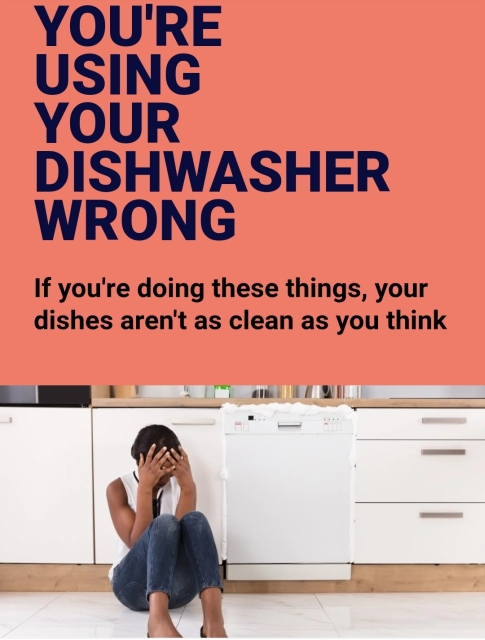 YOU'RE
USING
YOUR
DISHWASHER
WRONG
If you're doing these things, your
dishes aren't as clean as you think